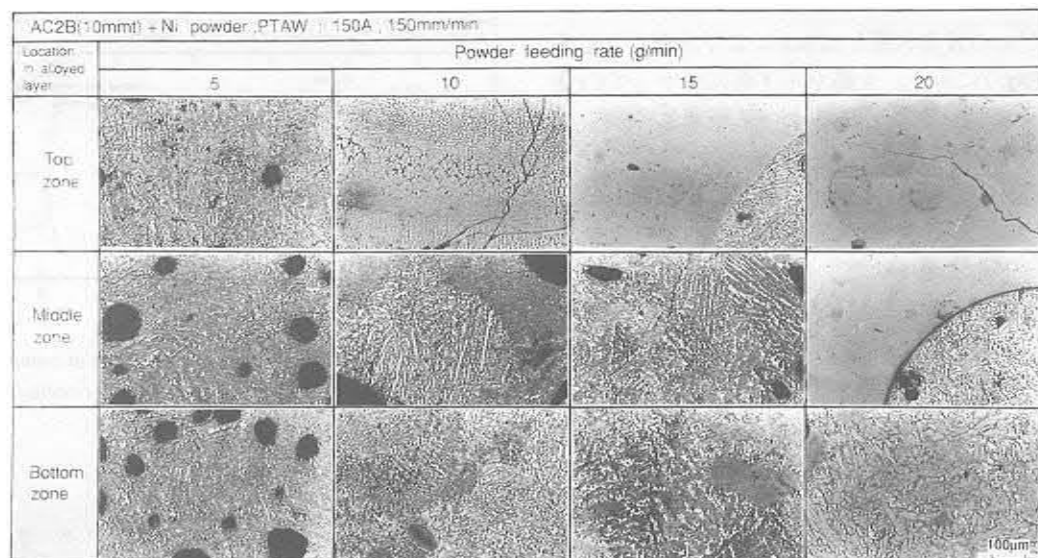 AC2B(10mmt) + Ni powder ,PTAW ; 150A , 150mm/min
Location in alloyed layer
Powder feeding rate (g/min)
5 10 15 20
Top zone
Middle zone
Bottom zone
100μm